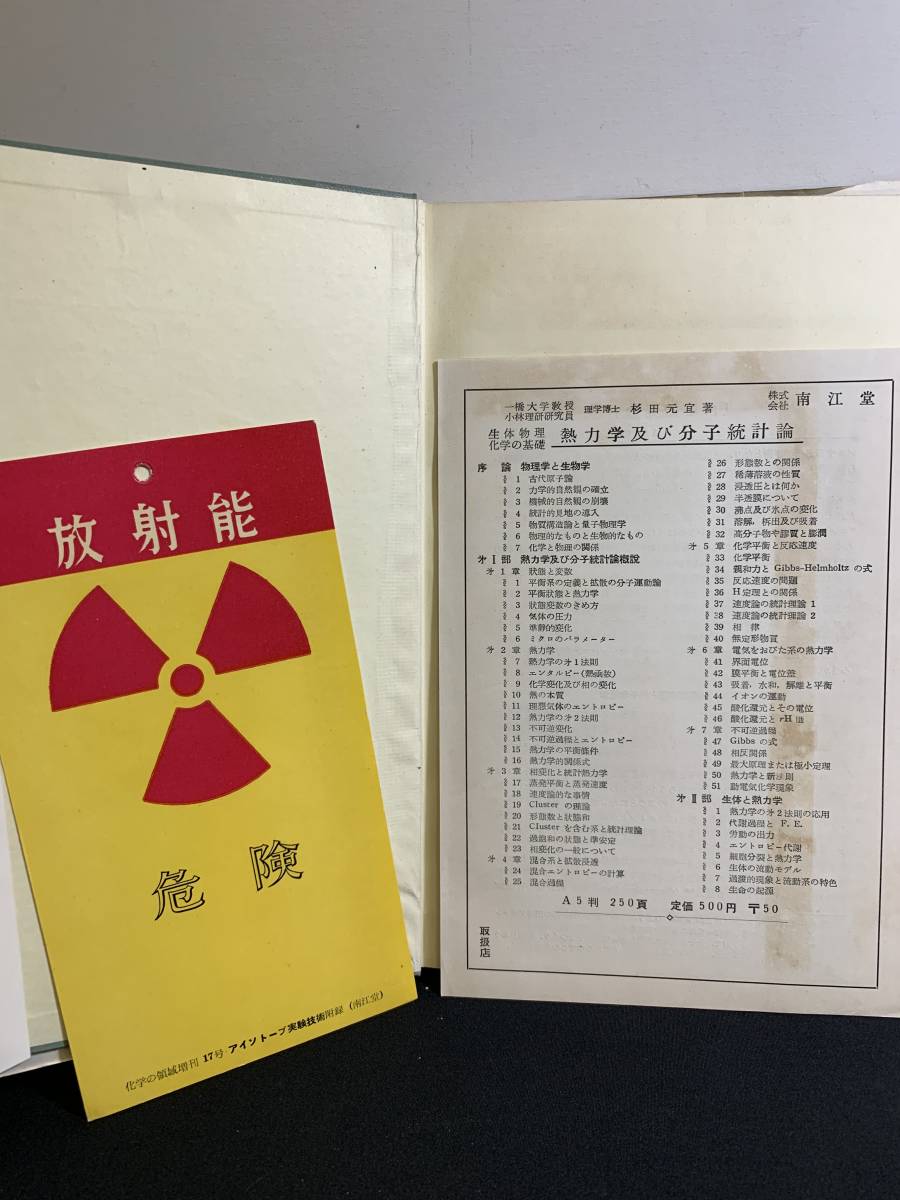 放射能
危険
化学の領域増刊 17号・アイソトープ実験技術附録 (南江堂)
一橋大学教授
小林理研研究員
理学博士 杉田元宜著
株式会社 南江堂
生体物理化学の基礎 熱力学及び分子統計論
序 論 物理学と生物学
§ 1 古代原子論
§ 2 力学的自然観の確立
§ 3 機械的自然観の崩壊
§ 4 統計的見地の導入
§ 5 物質構造論と量子物理学
§ 6 物理的なものと生物的なもの
§ 7 化学と物理の関係
才Ⅰ部 熱力学及び分子統計論概説
才 1 章 状態と変数
§ 1 平衡系の定義と拡散の分子運動論
§ 2 平衡状態と熱力学
§ 3 状態変数のきめ方
§ 4 気体の圧力
§ 5 準静的変化
§ 6 ミクロのパラメーター
才 2 章 熱力学
§ 7 熱力学の才1法則
§ 8 エンタルピー(熱函数)
§ 9 化学変化及び相の変化
§ 10 熱の本質
§ 11 理想気体のエントロピー
§ 12 熱力学の才2法則
§ 13 不可逆変化
§ 14 不可逆過程とエントロピー
§ 15 熱力学の平衡條件
§ 16 熱力学的関係式
才 3 章 相変化と統計熱力学
§ 17 蒸発平衡と蒸発速度
§ 18 速度論的な事情
§ 19 Cluster の理論
§ 20 形態数と状態和
§ 21 Cluster を含む系と統計理論
§ 22 過飽和の状態と準安定
§ 23 相変化の一般について
才 4 章 混合系と拡散浸透
§ 24 混合エントロピーの計算
§ 25 混合過程
§ 26 形態数との関係
§ 27 稀薄溶液の性質
§ 28 浸透圧とは何か
§ 29 半透膜について
§ 30 沸点及び氷点の変化
§ 31 溶解，析出及び吸着
§ 32 高分子物や膠質と膨潤
才 5 章 化学平衡と反応速度
§ 33 化学平衡
§ 34 親和力と Gibbs-Helmholtz の式
§ 35 反応速度の問題
§ 36 H定理との関係
§ 37 速度論の統計理論 1
§ 38 速度論の統計理論 2
§ 39 相 律
§ 40 無定形物質
才 6 章 電気をおびた系の熱力学
§ 41 界面電位
§ 42 膜平衡と電位差
§ 43 吸着，水和，解離と平衡
§ 44 イオンの運動
§ 45 酸化還元とその電位
§ 46 酸化還元と rH 値
才 7 章 不可逆過程
§ 47 Gibbs の式
§ 48 相反関係
§ 49 最大原理または極小定理
§ 50 熱力学と新法則
§ 51 動電気化学現象
才Ⅱ部 生体と熱力学
§ 1 熱力学の才2法則の応用
§ 2 代謝過程と F. E.
§ 3 労働の出力
§ 4 エントロピー代謝
§ 5 細胞分裂と熱力学
§ 6 生体の流動モデル
§ 7 過渡的現象と流動系の特色
§ 8 生命の起源
A5判 250頁 定価500円 〒50
取扱店